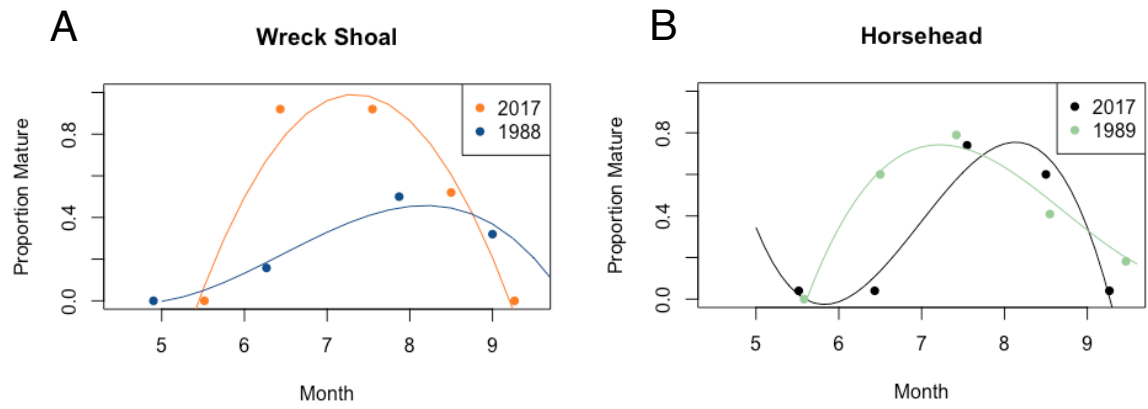 A
Wreck Shoal
2017
1988
Proportion Mature
0.0 0.4 0.8
5 6 7 8 9
Month
B
Horsehead
2017
1989
Proportion Mature
0.0 0.4 0.8
5 6 7 8 9
Month